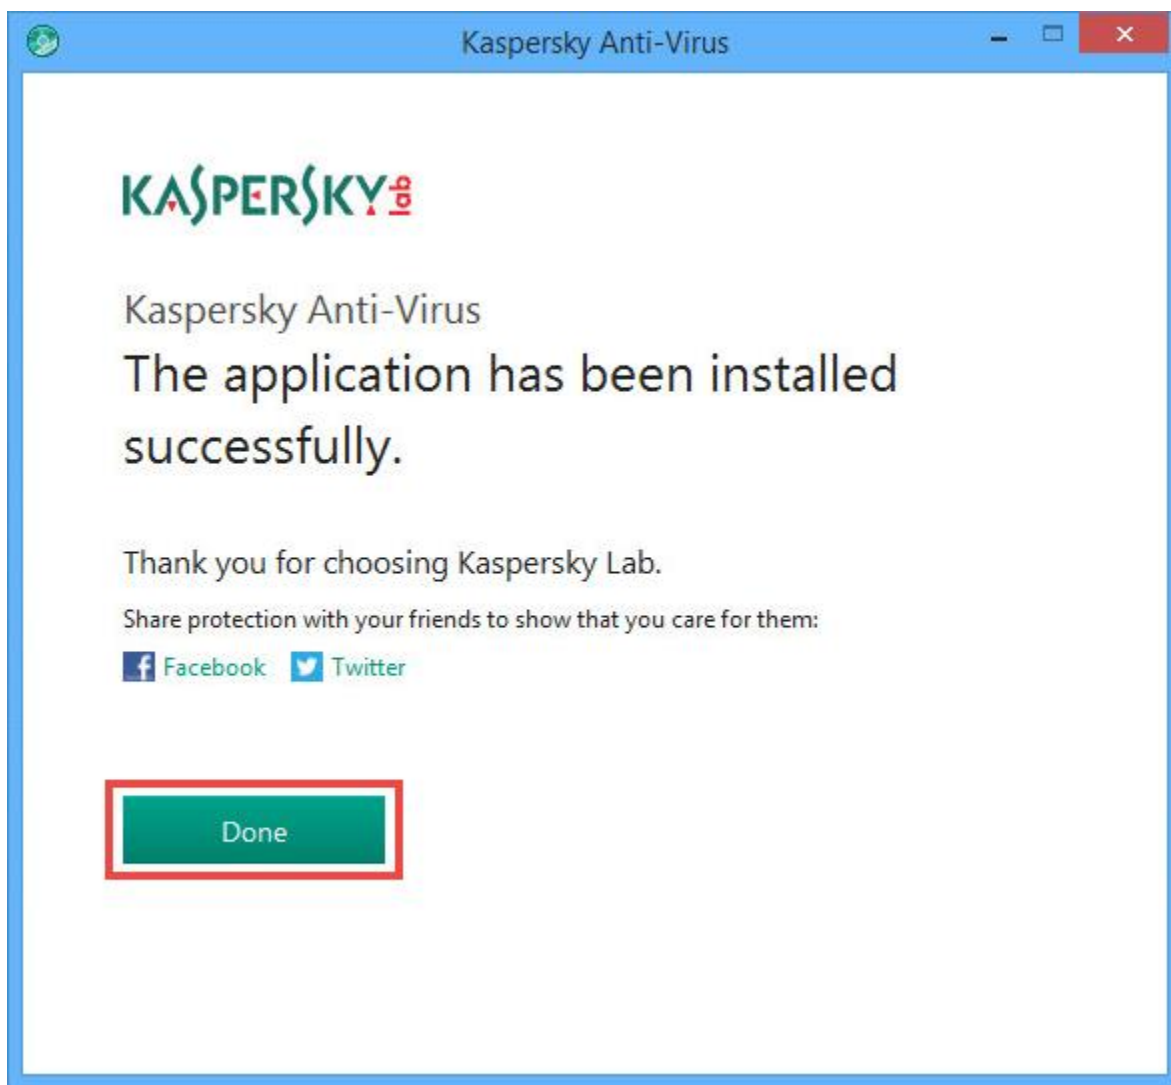 Kaspersky Anti-Virus
KASPERSKY lab
Kaspersky Anti-Virus
The application has been installed
successfully.
Thank you for choosing Kaspersky Lab.
Share protection with your friends to show that you care for them:
Facebook Twitter
Done